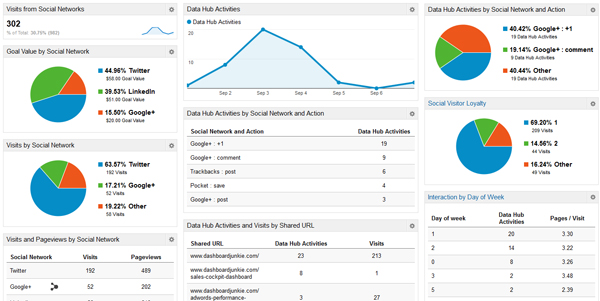 Visits from Social Networks
302
% of Total: 30.78% (982)
Goal Value by Social Network
44.96% Twitter
$58.00 Goal Value
39.53% LinkedIn
$51.00 Goal Value
15.50% Google+
$20.00 Goal Value
Visits by Social Network
63.57% Twitter
192 Visits
17.21% Google+
52 Visits
19.22% Other
58 Visits
Visits and Pageviews by Social Network
Social Network Visits Pageviews
Twitter 192 489
Google+ 52 202
Data Hub Activities
Data Hub Activities
28
16
Sep 2 Sep 3 Sep 4 Sep 5 Sep 6
Data Hub Activities by Social Network and Action
Social Network and Action Data Hub Activities
Google+ : +1 19
Google+ : comment 9
Trackbacks : post 6
Pocket : save 4
Google+ : post 3
Data Hub Activities and Visits by Shared URL
Shared URL Data Hub Activities Visits
www.dashboardjunkie.com/ 23 213
www.dashboardjunkie.com/
sales-cockpit-dashboard 8 1
www.dashboardjunkie.com/
adwords-performance- 3 27
Data Hub Activities by Social Network and Action
40.42% Google+ : +1
19 Data Hub Activities
19.14% Google+ : comment
9 Data Hub Activities
40.44% Other
19 Data Hub Activities
Social Visitor Loyalty
69.20% 1
209 Visits
14.56% 2
44 Visits
16.24% Other
49 Visits
Interaction by Day of Week
Day of week Data Hub Activities Pages / Visit
1 20 3.30
2 14 3.22
0 8 3.26
3 2 2.48
5 2 2.39